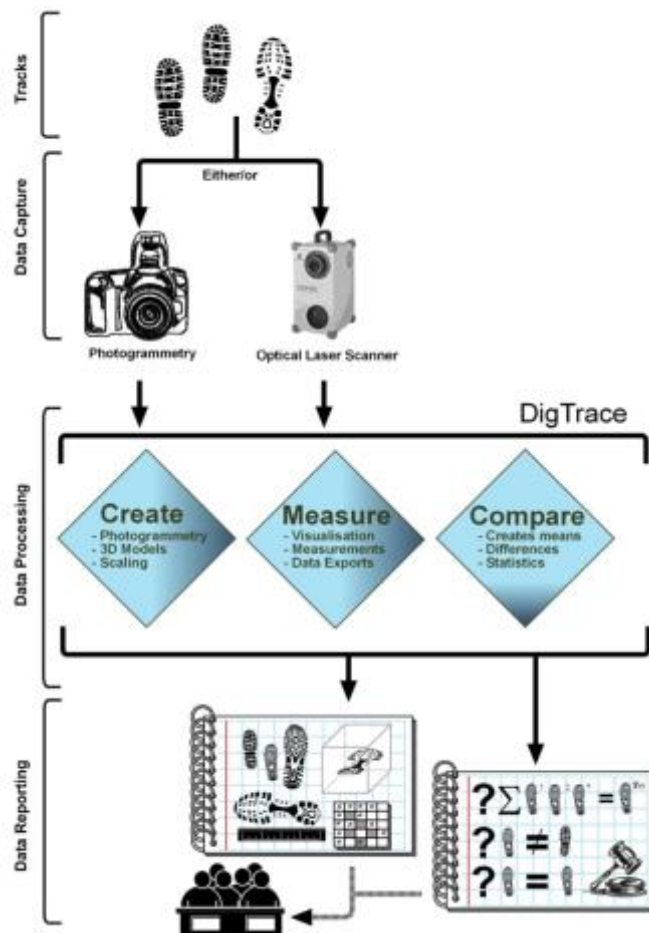 Tracks
Either/or
Data Capture
Photogrammetry
Optical Laser Scanner
DigTrace
Data Processing
Create
- Photogrammetry
- 3D Models
- Scaling
Measure
- Visualisation
- Measurements
- Data Exports
Compare
- Creates means
- Differences
- Statistics
Data Reporting
? Σ =
? ≠
? =